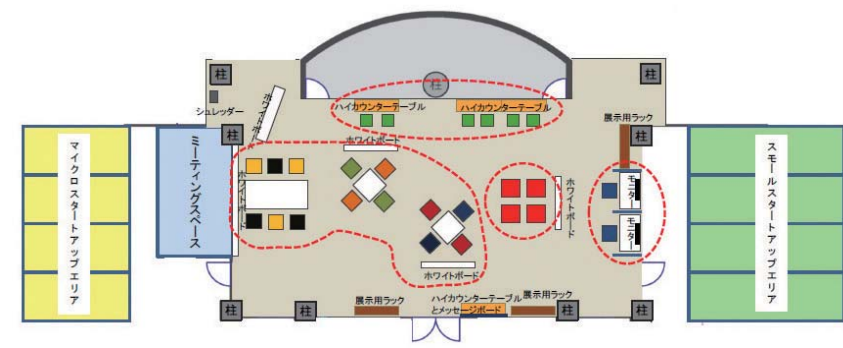 柱
柱
柱
シュレッダー
ホワイトボード
ハイカウンターテーブル
ハイカウンターテーブル
展示用ラック
柱
柱
ホワイトボード
マイクロスタートアップエリア
ミーティングスペース
ホワイトボード
ホワイトボード
モニター
モニター
スモールスタートアップエリア
ホワイトボード
柱
柱
展示用ラック
ハイカウンターテーブル
とメッセージボード
展示用ラック
柱
柱